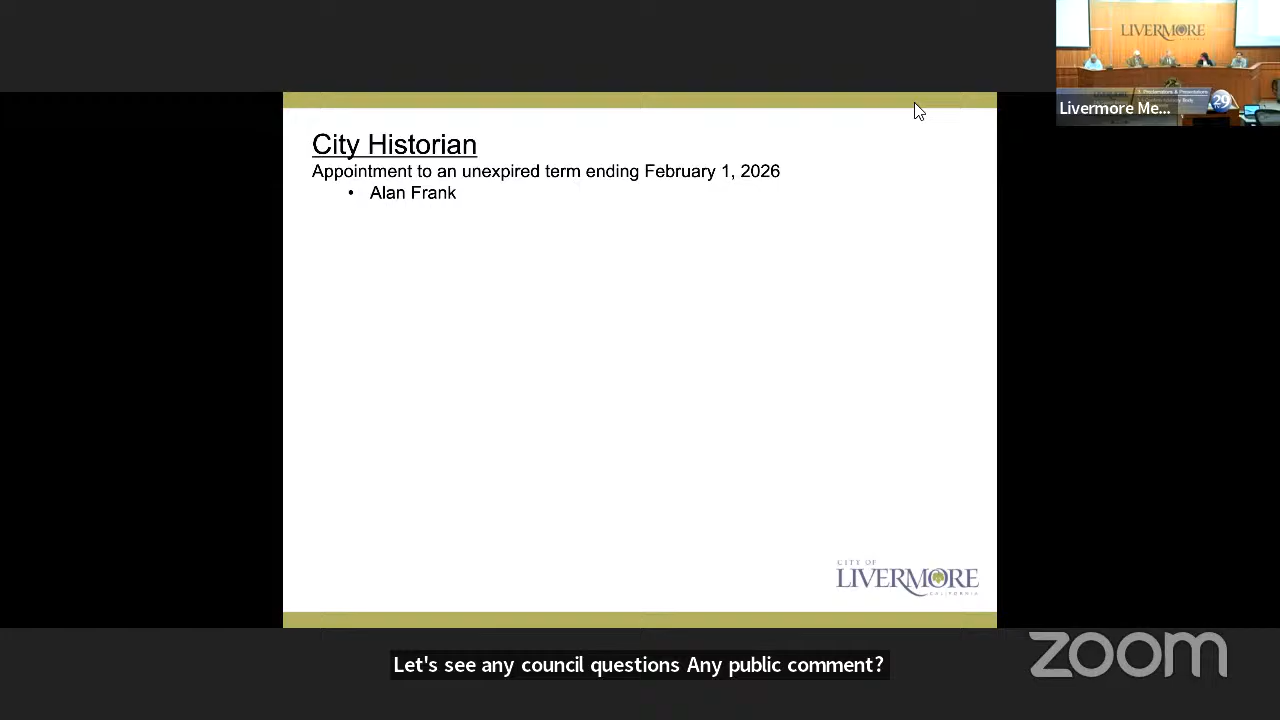 LIVERMORE
Livermore Me...
29
City Historian
Appointment to an unexpired term ending February 1, 2026
• Alan Frank
CITY OF
LIVERMORE
CALIFORNIA
Let's see any council questions Any public comment?
zoom